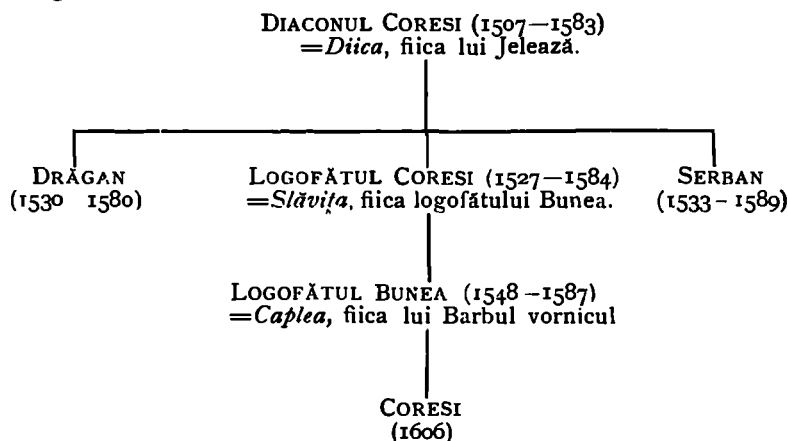 DIACONUL CORESI (1507—1583)
=Diica, fiica lui Jelează.
DRĂGAN
(1530 1580)
LOGOFĂTUL CORESI (1527—1584)
=Slăvița, fiica logofătului Bunea.
SERBAN
(1533-1589)
LOGOFĂTUL BUNEA (1548-1587)
=Caplea, fiica lui Barbul vornicul
CORESI
(1606)